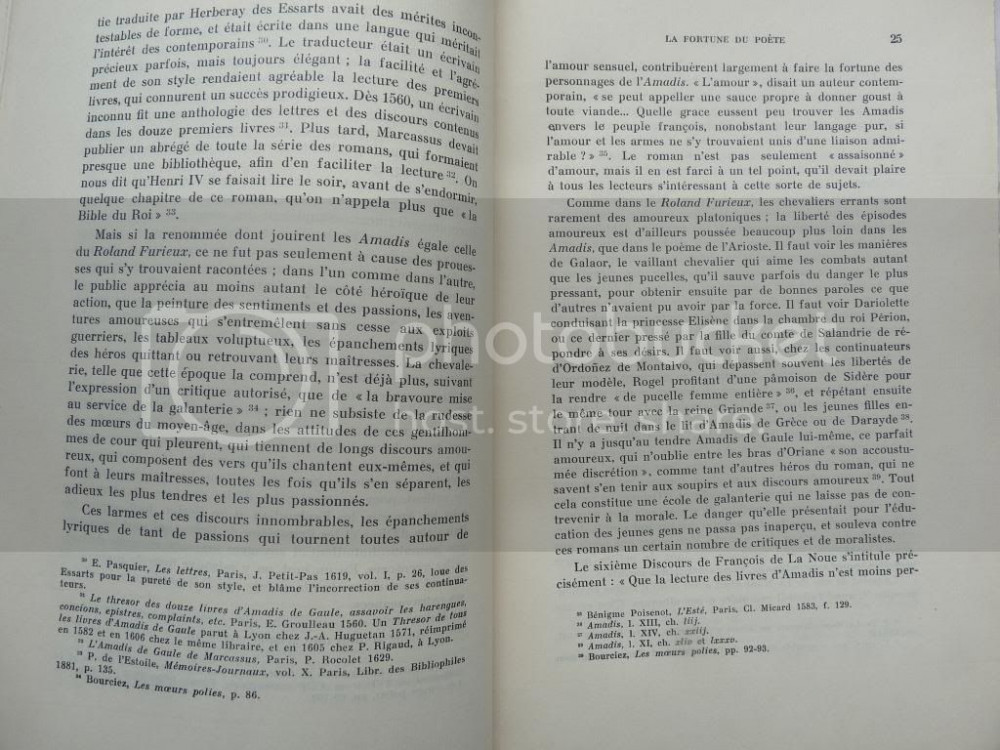 tie traduite par Herberay des Essarts avait des mérites incon-
testables de forme, et était écrite dans une langue qui méritait
l'intérêt des contemporains ³⁰. Le traducteur était un écrivain
précieux parfois, mais toujours élégant ; la facilité et l'agré-
ment de son style rendaient agréable la lecture des premiers
livres, qui connurent un succès prodigieux. Dès 1560, un écrivain
inconnu fit une anthologie des lettres et des discours contenus
dans les douze premiers livres ³¹. Plus tard, Marcassus devait
publier un abrégé de toute la série des romans, qui formaient
presque une bibliothèque, afin d'en faciliter la lecture ³². On
nous dit qu'Henri IV se faisait lire le soir, avant de s'endormir,
quelque chapitre de ce roman, qu'on n'appela plus que « la
Bible du Roi » ³³.
Mais si la renommée dont jouirent les Amadis égale celle
du Roland Furieux, ce ne fut pas seulement à cause des proues-
ses qui s'y trouvaient racontées ; dans l'un comme dans l'autre,
le public apprécia au moins autant le côté héroïque de leur
action, que la peinture des sentiments et des passions, les aven-
tures amoureuses qui s'entremêlent sans cesse aux exploits
guerriers, les tableaux voluptueux, les épanchements lyriques
des héros quittant ou retrouvant leurs maîtresses. La chevale-
rie, telle que cette époque la comprend, n'est déjà plus, suivant
l'expression d'un critique autorisé, que de « la bravoure mise
au service de la galanterie » ³⁴ ; rien ne subsiste de la rudesse
des mœurs du moyen-âge, dans les attitudes de ces gentilhom-
mes de cour qui pleurent, qui tiennent de longs discours amou-
reux, qui composent des vers qu'ils chantent eux-mêmes, et qui
font à leurs maîtresses, toutes les fois qu'ils s'en séparent, les
adieux les plus tendres et les plus passionnés.
Ces larmes et ces discours innombrables, les épanchements
lyriques de tant de passions qui tournent toutes autour de
³⁰ E. Pasquier, Les lettres, Paris, J. Petit-Pas 1619, vol. I, p. 26, loue des
Essarts pour la pureté de son style, et blâme l'incorrection de ses continua-
teurs.
³¹ Le thresor des douze livres d'Amadis de Gaule, assavoir les harengues,
concions, epistres, complaints, etc. Paris, E. Groulleau 1560. Un Thresor de tous
les livres d'Amadis de Gaule parut à Lyon chez J.-A. Huguetan 1571, réimprimé
en 1582 et en 1606 chez le même libraire, et en 1605 chez P. Rigaud, à Lyon.
³² L'Amadis de Gaule de Marcassus, Paris, P. Rocolet 1629.
³³ P. de l'Estoile, Mémoires-Journaux, vol. X. Paris, Libr. des Bibliophiles
1881, p. 135.
³⁴ Bourciez, Les mœurs polies, p. 86.
LA FORTUNE DU POÈTE 25
l'amour sensuel, contribuèrent largement à faire la fortune des
personnages de l'Amadis. « L'amour », disait un auteur contem-
porain, « se peut appeller une sauce propre à donner goust à
toute viande... Quelle grace eussent peu trouver les Amadis
envers le peuple françois, nonobstant leur langage pur, si
l'amour et les armes ne s'y trouvaient unis d'une liaison admi-
rable ? » ³⁵. Le roman n'est pas seulement « assaisonné »
d'amour, mais il en est farci à un tel point, qu'il devait plaire
à tous les lecteurs s'intéressant à cette sorte de sujets.
Comme dans le Roland Furieux, les chevaliers errants sont
rarement des amoureux platoniques ; la liberté des épisodes
amoureux est d'ailleurs poussée beaucoup plus loin dans les
Amadis, que dans le poème de l'Arioste. Il faut voir les manières
de Galaor, le vaillant chevalier qui aime les combats autant
que les jeunes pucelles, qu'il sauve parfois du danger le plus
pressant, pour obtenir ensuite par de bonnes paroles ce que
d'autres n'avaient pu avoir par la force. Il faut voir Dariolette
conduisant la princesse Elisène dans la chambre du roi Périon,
ou ce dernier pressé par la fille du comte de Salandrie de ré-
pondre à ses désirs. Il faut voir aussi, chez les continuateurs
d'Ordoñez de Montalvo, qui dépassent souvent les libertés de
leur modèle, Rogel profitant d'une pâmoison de Sidère pour
la rendre « de pucelle femme entière » ³⁶, et répétant ensuite
le même tour avec la reine Griande ³⁷, ou les jeunes filles en-
trant de nuit dans le lit d'Amadis de Grèce ou de Darayde ³⁸.
Il n'y a jusqu'au tendre Amadis de Gaule lui-même, ce parfait
amoureux, qui n'oublie entre les bras d'Oriane « son accoustu-
mée discrétion », comme tant d'autres héros du roman, qui ne
savent s'en tenir aux soupirs et aux discours amoureux ³⁹. Tout
cela constitue une école de galanterie qui ne laisse pas de con-
trevenir à la morale. Le danger qu'elle présentait pour l'édu-
cation des jeunes gens ne passa pas inaperçu, et souleva contre
ces romans un certain nombre de critiques et de moralistes.
Le sixième Discours de François de La Noue s'intitule pré-
cisément : « Que la lecture des livres d'Amadis n'est moins per-
Bénigme Poisenot, L'Esté, Paris, Cl. Micard 1583, f. 129.
Amadis, l. XIII, ch. liij.
Amadis, l. XIV, ch. xxiij.
Amadis, l. XI, ch. xliv et lxxxv.
Bourciez, Les mœurs polies, pp. 92-93.
photobucket
host. store. share.